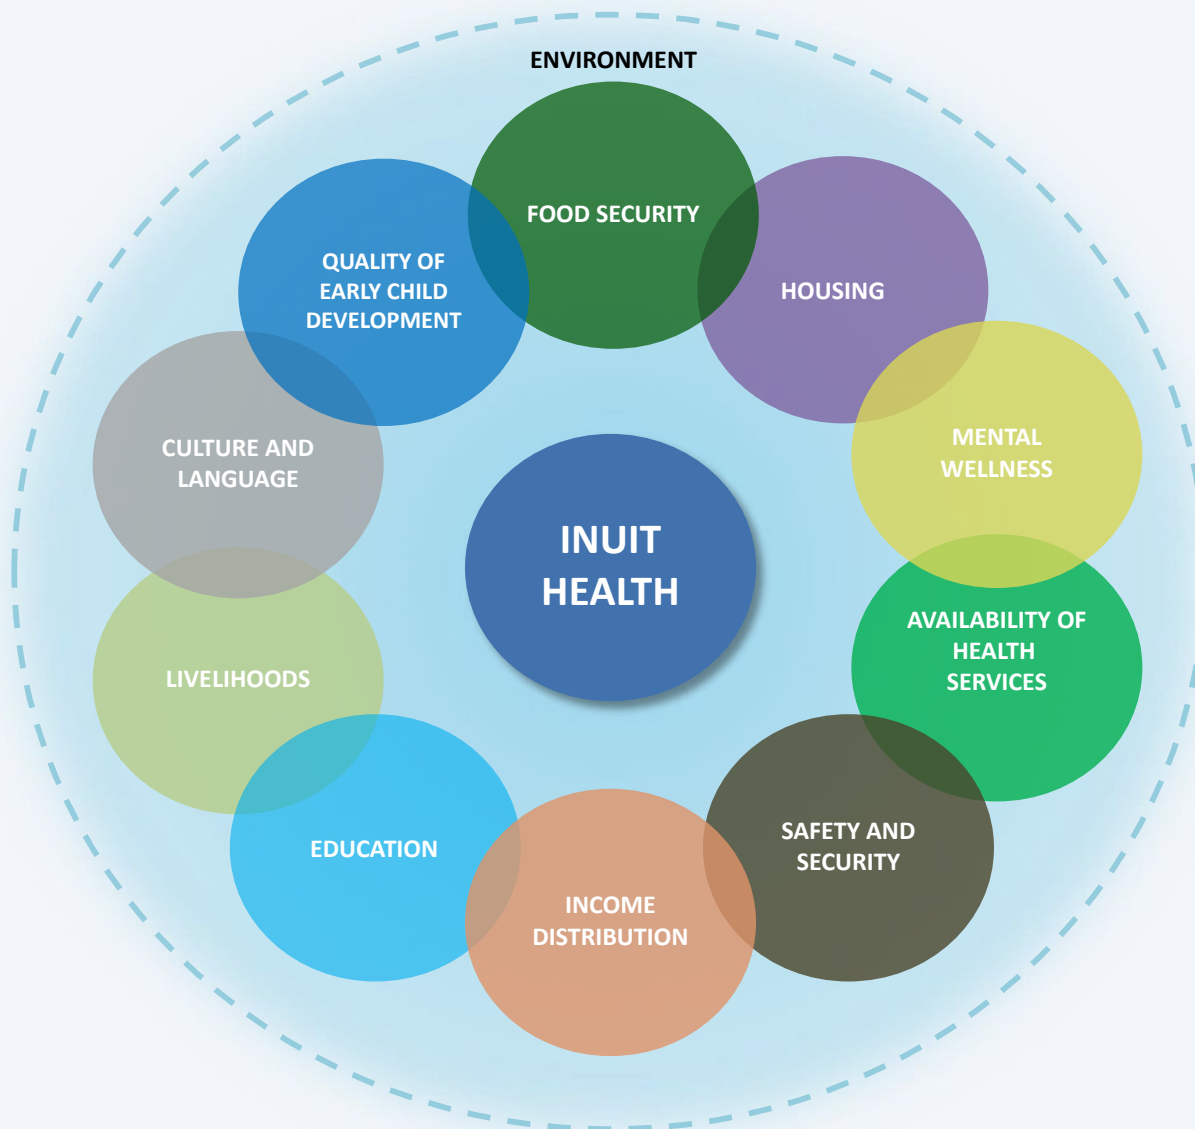 ENVIRONMENT
FOOD SECURITY
HOUSING
MENTAL
WELLNESS
AVAILABILITY OF
HEALTH
SERVICES
SAFETY AND
SECURITY
INCOME
DISTRIBUTION
EDUCATION
LIVELIHOODS
CULTURE AND
LANGUAGE
QUALITY OF
EARLY CHILD
DEVELOPMENT
INUIT
HEALTH